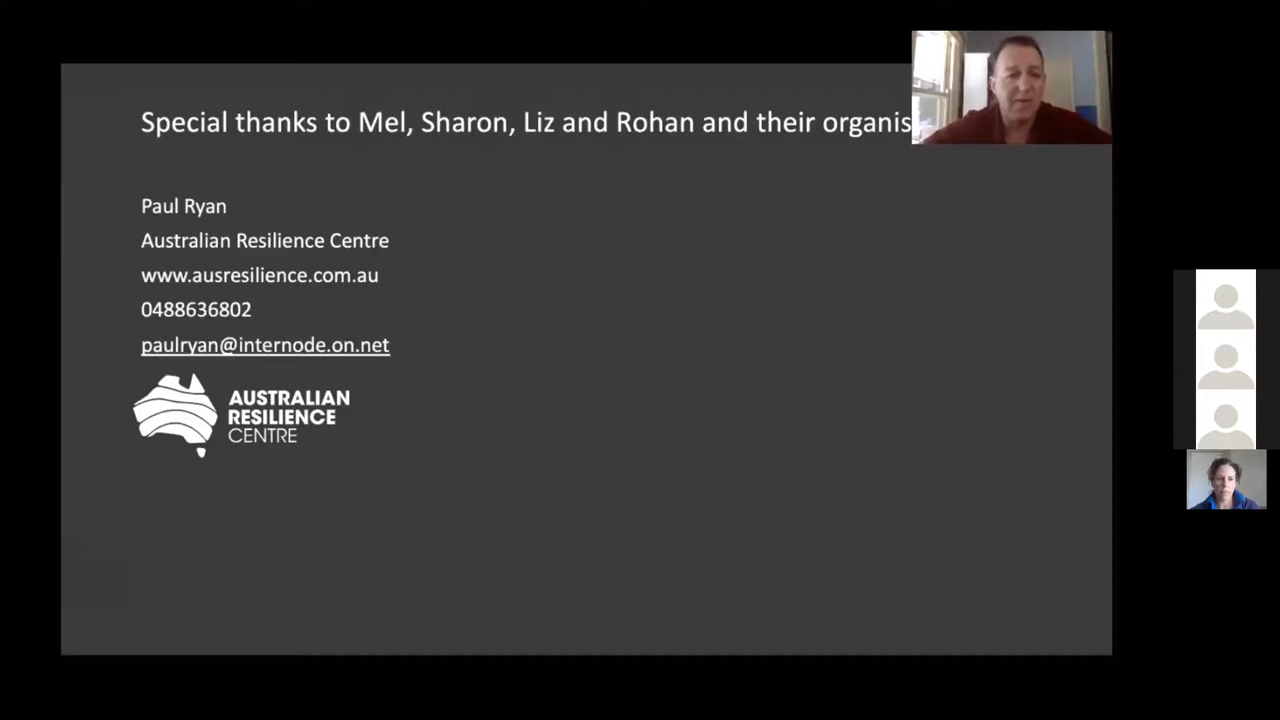 Special thanks to Mel, Sharon, Liz and Rohan and their organis
Paul Ryan
Australian Resilience Centre
www.ausresilience.com.au
0488636802
paulryan@internode.on.net
AUSTRALIAN
RESILIENCE
CENTRE